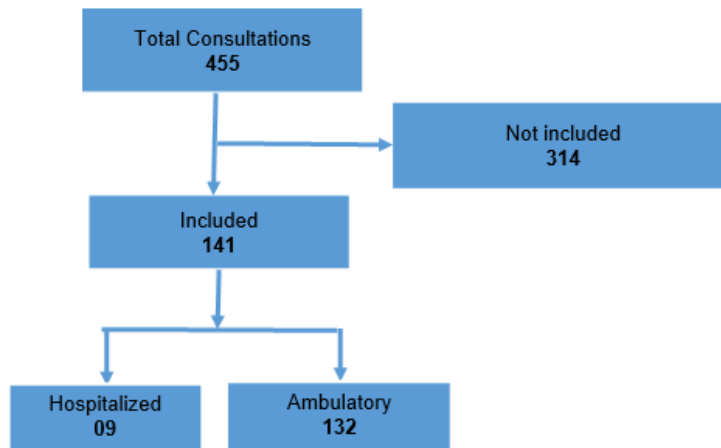 Total Consultations
455
Not included
314
Included
141
Hospitalized
09
Ambulatory
132